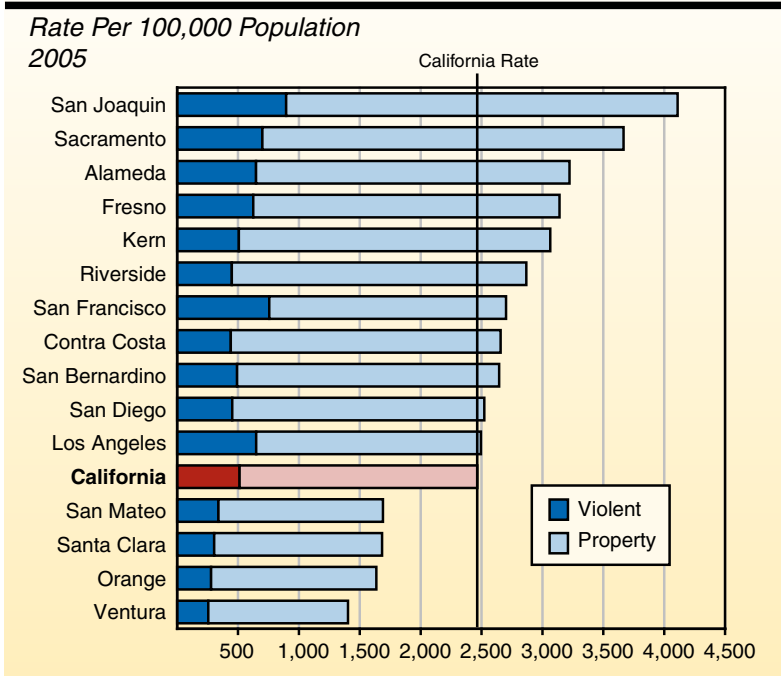 Rate Per 100,000 Population
2005
California Rate
San Joaquin
Sacramento
Alameda
Fresno
Kern
Riverside
San Francisco
Contra Costa
San Bernardino
San Diego
Los Angeles
California
San Mateo
Santa Clara
Orange
Ventura
Violent
Property
500 1,000 1,500 2,000 2,500 3,000 3,500 4,000 4,500